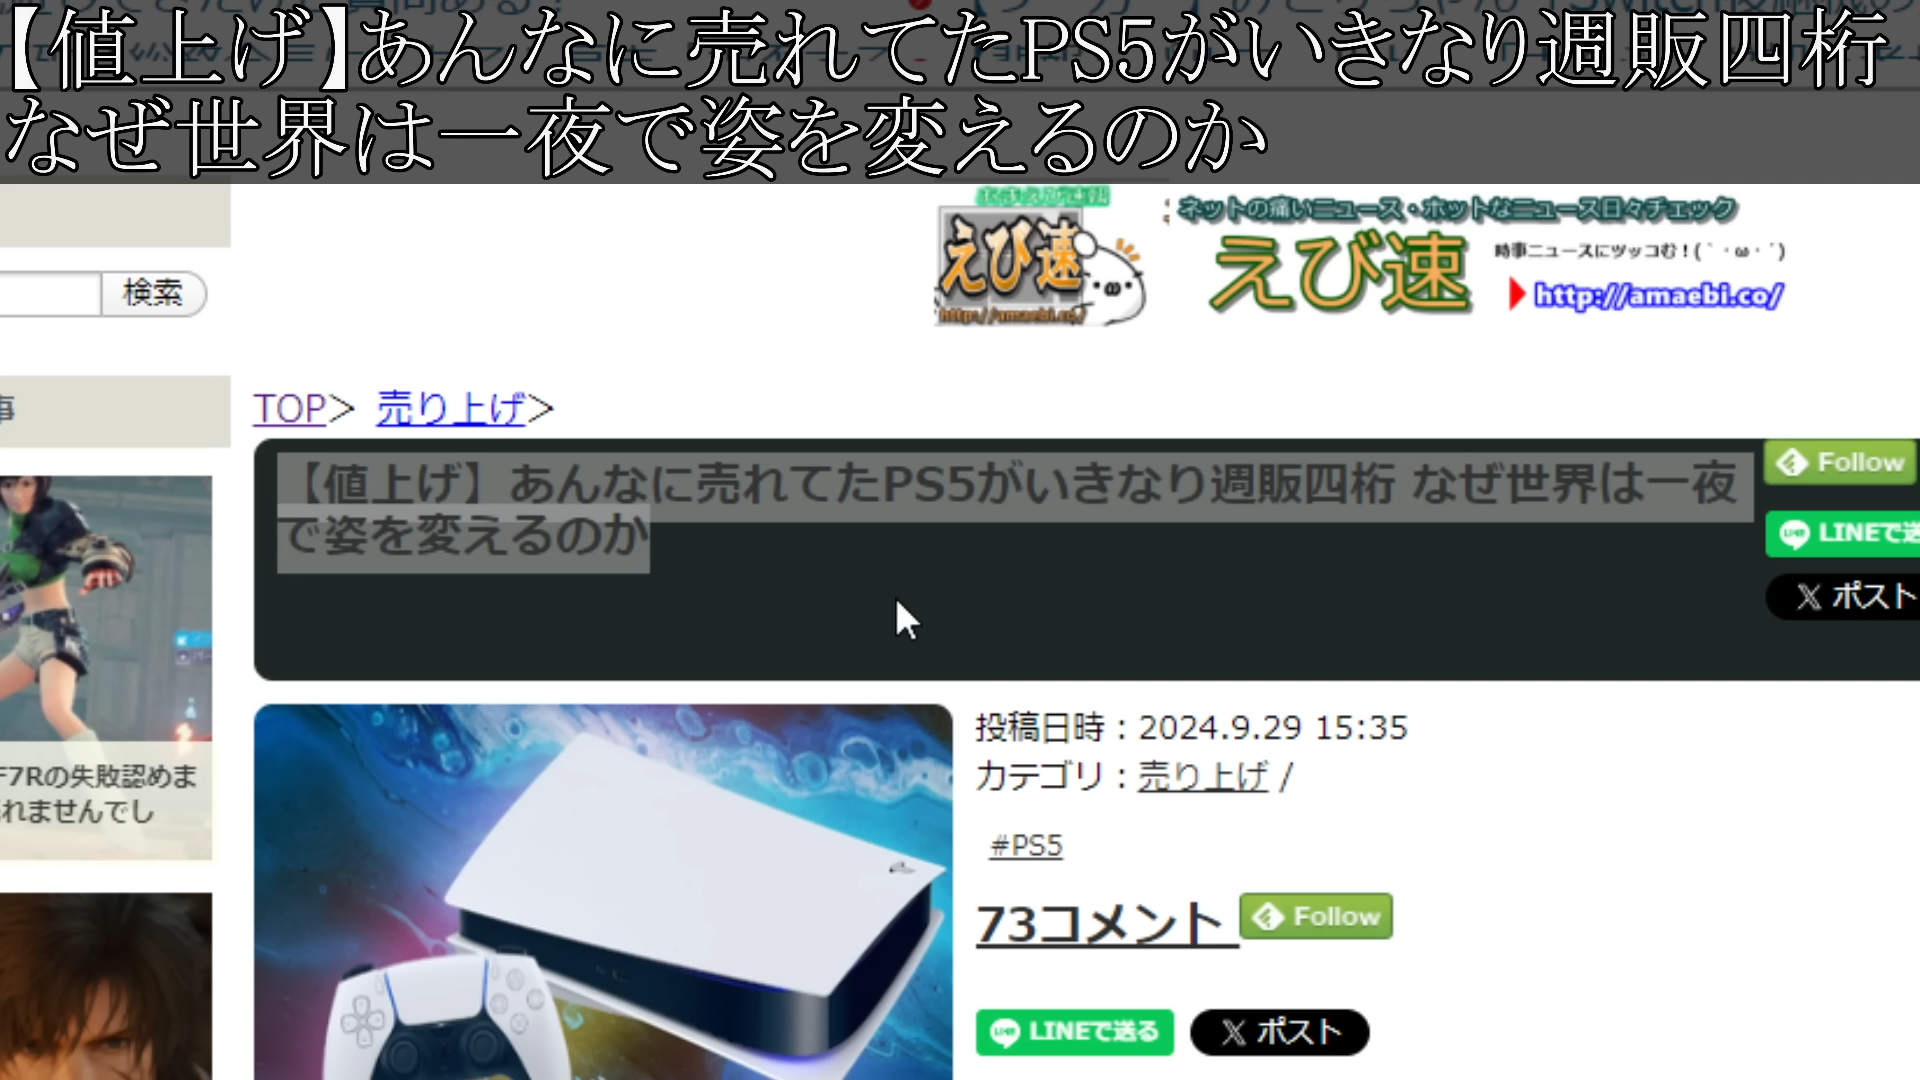 【値上げ】あんなに売れてたPS5がいきなり週販四桁
なぜ世界は一夜で姿を変えるのか
えび速
http://amaebi.co/
ネットの痛いニュース・ホットなニュース日々チェック
えび速
時事ニュースにツッコむ!(｀・ω・´)
http://amaebi.co/
検索
事
TOP> 売り上げ>
【値上げ】あんなに売れてたPS5がいきなり週販四桁 なぜ世界は一夜
で姿を変えるのか
Follow
LINEで送
ポスト
投稿日時：2024.9.29 15:35
カテゴリ：売り上げ /
#PS5
F7Rの失敗認めま
れませんでし
73コメント
Follow
LINEで送る
ポスト